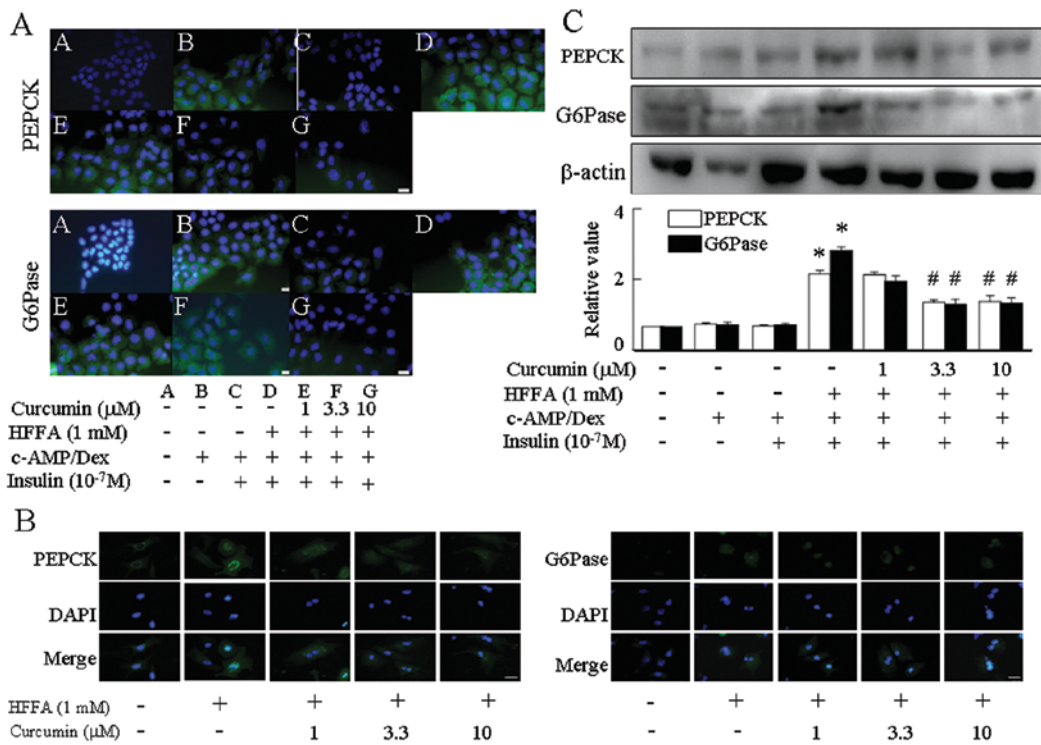 A
A B C D
PEPCK
E F G
A B C D
G6Pase
E F G
A B C D E F G
Curcumin (μM) - - - - 1 3.3 10
HFFA (1 mM) - - - + + + +
c-AMP/Dex - + + + + + +
Insulin (10-7M) - - + + + + +
C
PEPCK
G6Pase
β-actin
4
2
0
Relative value
PEPCK
G6Pase
* * # # # #
Curcumin (μM) - - - - 1 3.3 10
HFFA (1 mM) - - - + + + +
c-AMP/Dex - + + + + + +
Insulin (10-7M) - - + + + + +
B
PEPCK
DAPI
Merge
HFFA (1 mM) - + + + +
Curcumin (μM) - - 1 3.3 10
G6Pase
DAPI
Merge
- + + + +
- - 1 3.3 10